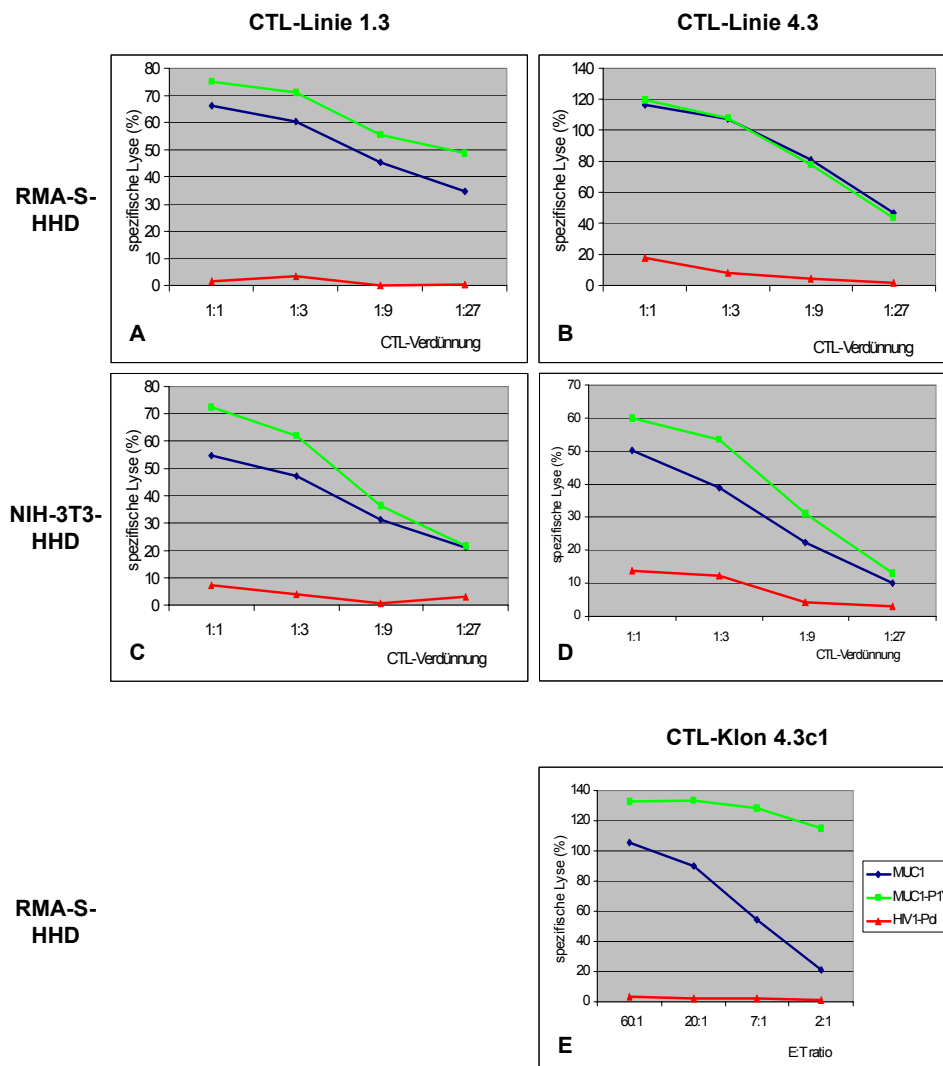 CTL-Linie 1.3
CTL-Linie 4.3
RMA-S-
HHD
spezifische Lyse (%)
80
70
60
50
40
30
20
10
0
1:1
1:3
1:9
1:27
A
CTL-Verdünnung
spezifische Lyse (%)
140
120
100
80
60
40
20
0
1:1
1:3
1:9
1:27
B
CTL-Verdünnung
NIH-3T3-
HHD
spezifische Lyse (%)
80
70
60
50
40
30
20
10
0
1:1
1:3
1:9
1:27
C
CTL-Verdünnung
spezifische Lyse (%)
70
60
50
40
30
20
10
0
1:1
1:3
1:9
1:27
D
CTL-Verdünnung
CTL-Klon 4.3c1
RMA-S-
HHD
spezifische Lyse (%)
140
120
100
80
60
40
20
0
60:1
20:1
7:1
2:1
E
E:T ratio
MUC1
MUC1-P1Y
HIV1-Pol